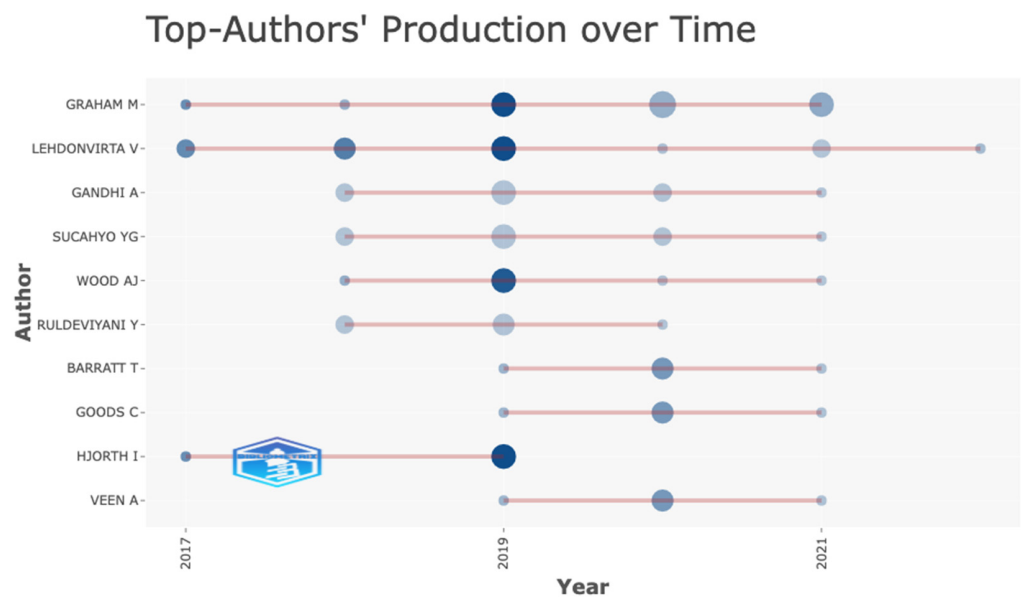 Top-Authors' Production over Time
GRAHAM M
LEHDONVIRTA V
GANDHI A
SUCAHYO YG
WOOD AJ
RULDEVIYANI Y
BARRATT T
GOODS C
HJORTH I
VEEN A
Author
2017
2019
2021
Year